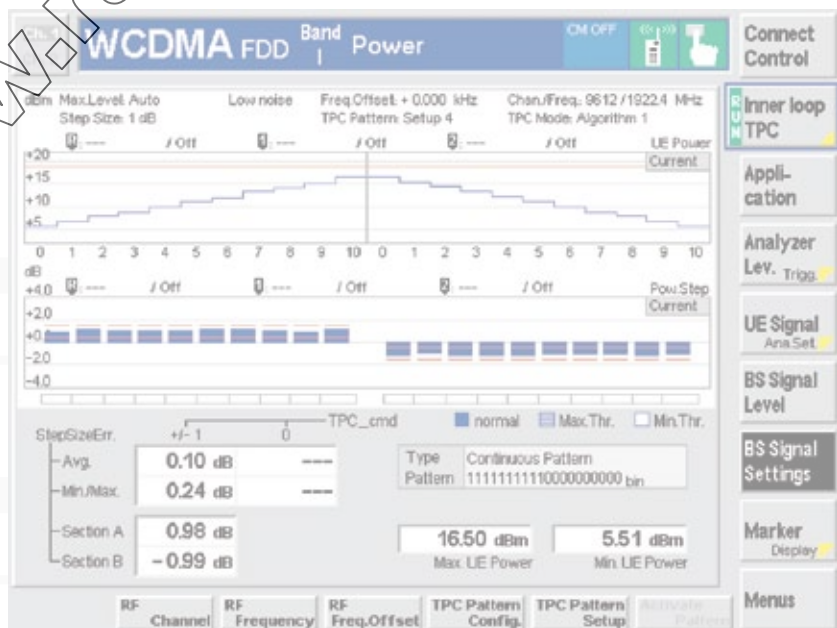 WCDMA FDD Band I Power CM OFF
Connect Control
dBm Max.Level: Auto Low noise Freq.Offset: + 0.000 kHz Chan./Freq.: 9612 / 1922.4 MHz
Step Size: 1 dB TPC Pattern: Setup 4 TPC Mode: Algorithm 1
RUN Inner loop TPC
1: --- / Off --- / Off 2: --- / Off UE Power
Current
+20
+15
+10
+5
Appli-cation
0 1 2 3 4 5 6 7 8 9 10 0 1 2 3 4 5 6 7 8 9 10
Analyzer Lev. Trigg.
dB
+4.0 --- / Off --- / Off 2: --- / Off Pow.Step
Current
+2.0
+0.
-2.0
-4.0
UE Signal Ana.Set.
BS Signal Level
TPC_cmd normal Max.Thr. Min.Thr.
StepSizeErr. +/- 1 0
Avg. 0.10 dB ---
Min./Max. 0.24 dB ---
Type Continuous Pattern
Pattern 11111111110000000000 bin
BS Signal Settings
Section A 0.98 dB
Section B -0.99 dB
16.50 dBm 5.51 dBm
Max. UE Power Min. UE Power
Marker Display
RF Channel RF Frequency RF Freq.Offset TPC Pattern Config. TPC Pattern Setup Activate Pattern
Menus